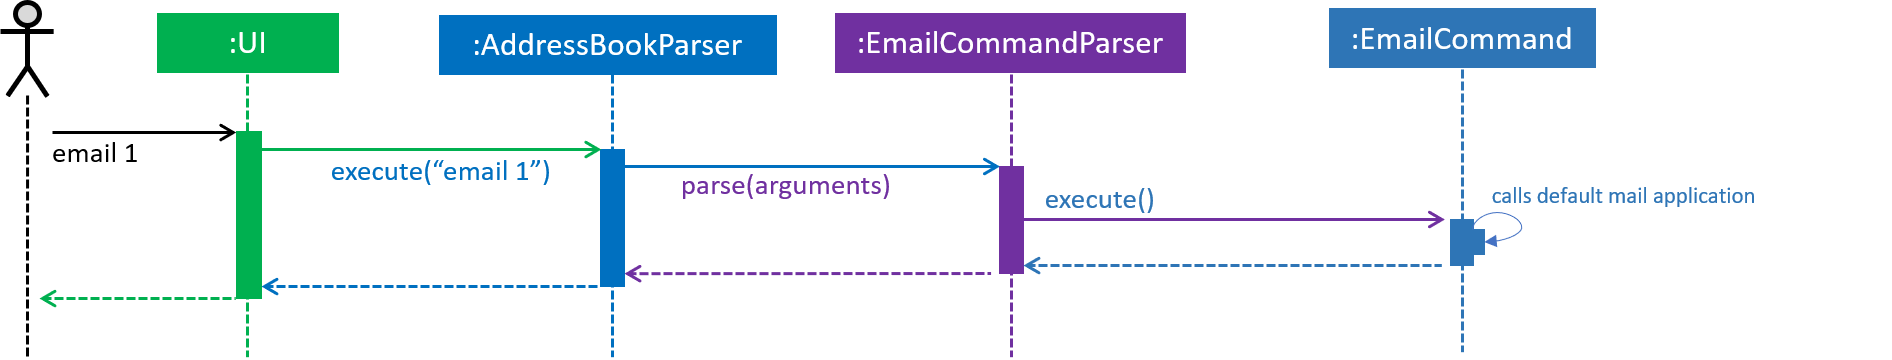 :UI
:AddressBookParser
:EmailCommandParser
:EmailCommand
email 1
execute(“email 1”)
parse(arguments)
execute()
calls default mail application